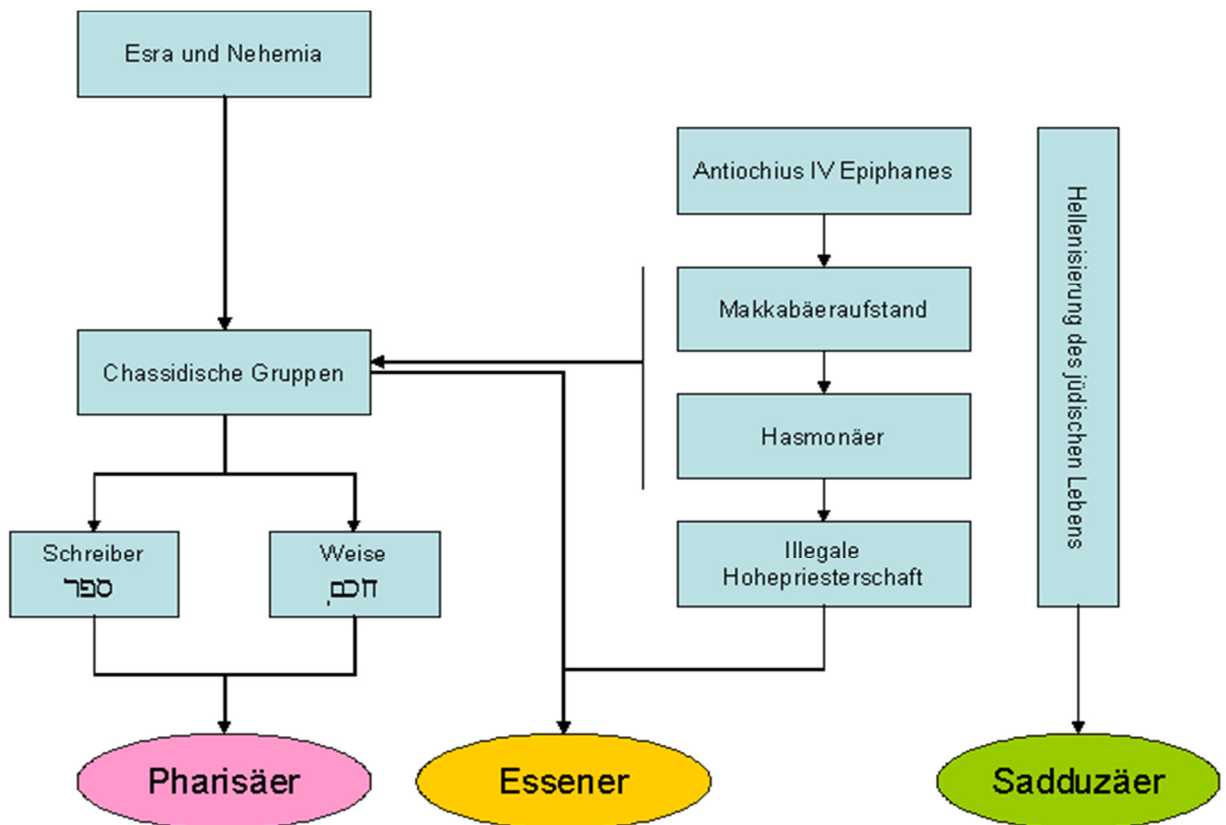 Esra und Nehemia
Antiochius IV Epiphanes
Hellenisierung des jüdischen Lebens
Makkabäeraufstand
Chassidische Gruppen
Hasmonäer
Schreiber
ספר
Weise
חכם
Illegale
Hohepriesterschaft
Pharisäer
Essener
Sadduzäer